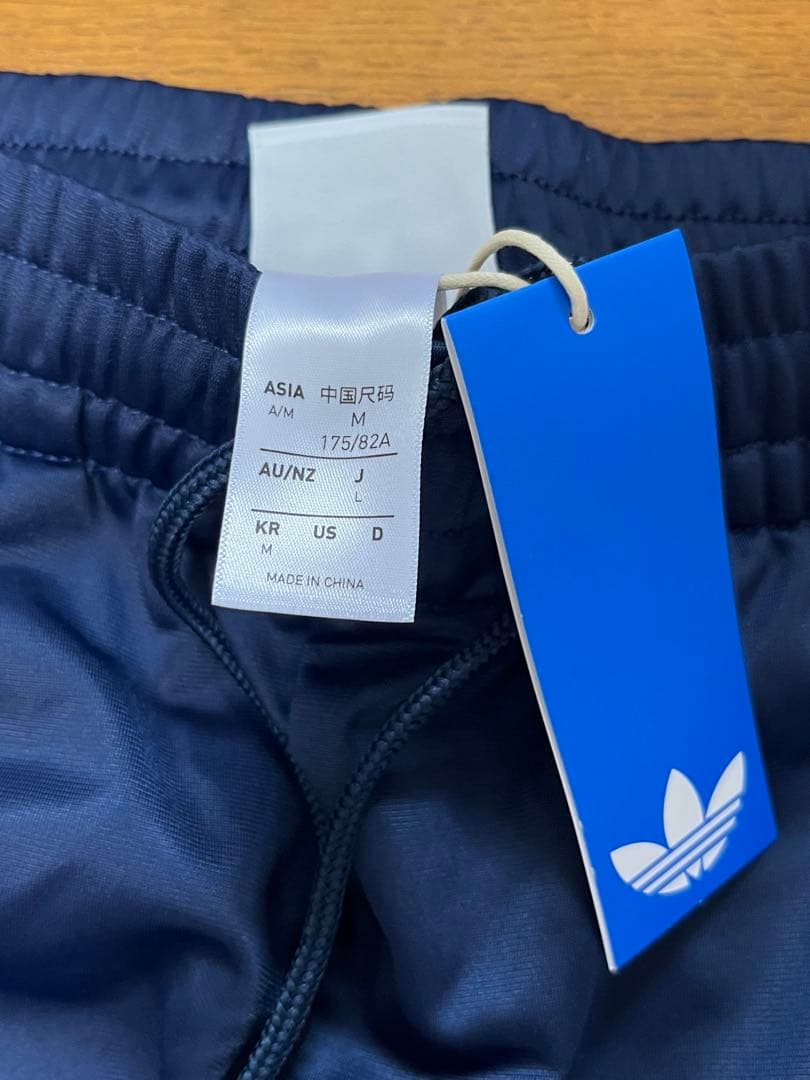 ASIA 中国尺码
A/M M
175/82A
AU/NZ J
L
KR US D
M
MADE IN CHINA